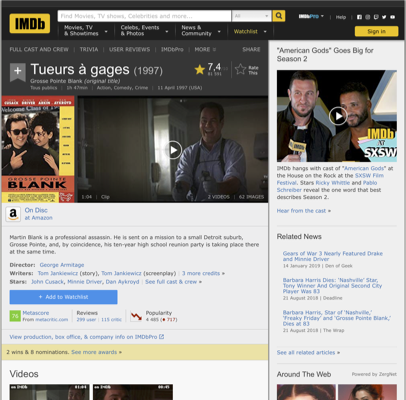 IMDb
Find Movies, TV shows, Celebrities and more...
All
IMDbPro
Help
Movies, TV & Showtimes
Celebs, Events & Photos
News & Community
Watchlist
Sign in
FULL CAST AND CREW | TRIVIA | USER REVIEWS | IMDbPro | MORE
SHARE
Tueurs à gages (1997)
Grosse Pointe Blank (original title)
Tous publics | 1h 47min | Action, Comedy, Crime | 11 April 1997 (USA)
7,4
Rate This
GROSSE POINTE
BLANK
1:04 | Clip
2 VIDEOS | 62 IMAGES
On Disc
at Amazon
Martin Blank is a professional assassin. He is sent on a mission to a small Detroit suburb,
Grosse Pointe, and, by coincidence, his ten-year high school reunion party is taking place there
at the same time.
Director: George Armitage
Writers: Tom Jankiewicz (story), Tom Jankiewicz (screenplay) | 3 more credits »
Stars: John Cusack, Minnie Driver, Dan Aykroyd | See full cast & crew »
+ Add to Watchlist
Metascore
From metacritic.com
Reviews
299 user | 115 critic
Popularity
4 485 (717)
View production, box office, & company info on IMDbPro
2 wins & 8 nominations. See more awards »
Videos
01:04
00:45
"American Gods" Goes Big for
Season 2
IMDb
at
SXSW
IMDb hangs with cast of "American Gods" at
the House on the Rock at the SXSW Film
Festival. Stars Ricky Whittle and Pablo
Schreiber reveal the one word that best
describes Season 2.
Hear from the cast »
Related News
Gears of War 3 Nearly Featured Drake
and Monkey
14 January 2019 | Den of Geek
Barbara Harris Dies: 'Nashville' Star,
Tony Winner And Second City Player
Was 83
21 August 2018 | Deadline
Barbara Harris, Star of 'Nashville,'
'Freaky Friday' and 'Grosse Pointe Blank,'
Dies at 83
21 August 2018 | The Wrap
See all related articles »
Around The Web
Powered by ZergNet